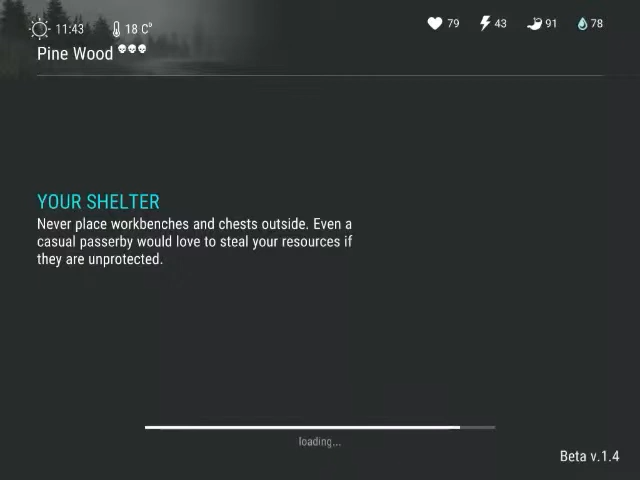 11:43 18 C° 79 43 91 78
Pine Wood
YOUR SHELTER
Never place workbenches and chests outside. Even a
casual passerby would love to steal your resources if
they are unprotected.
loading...
Beta v.1.4